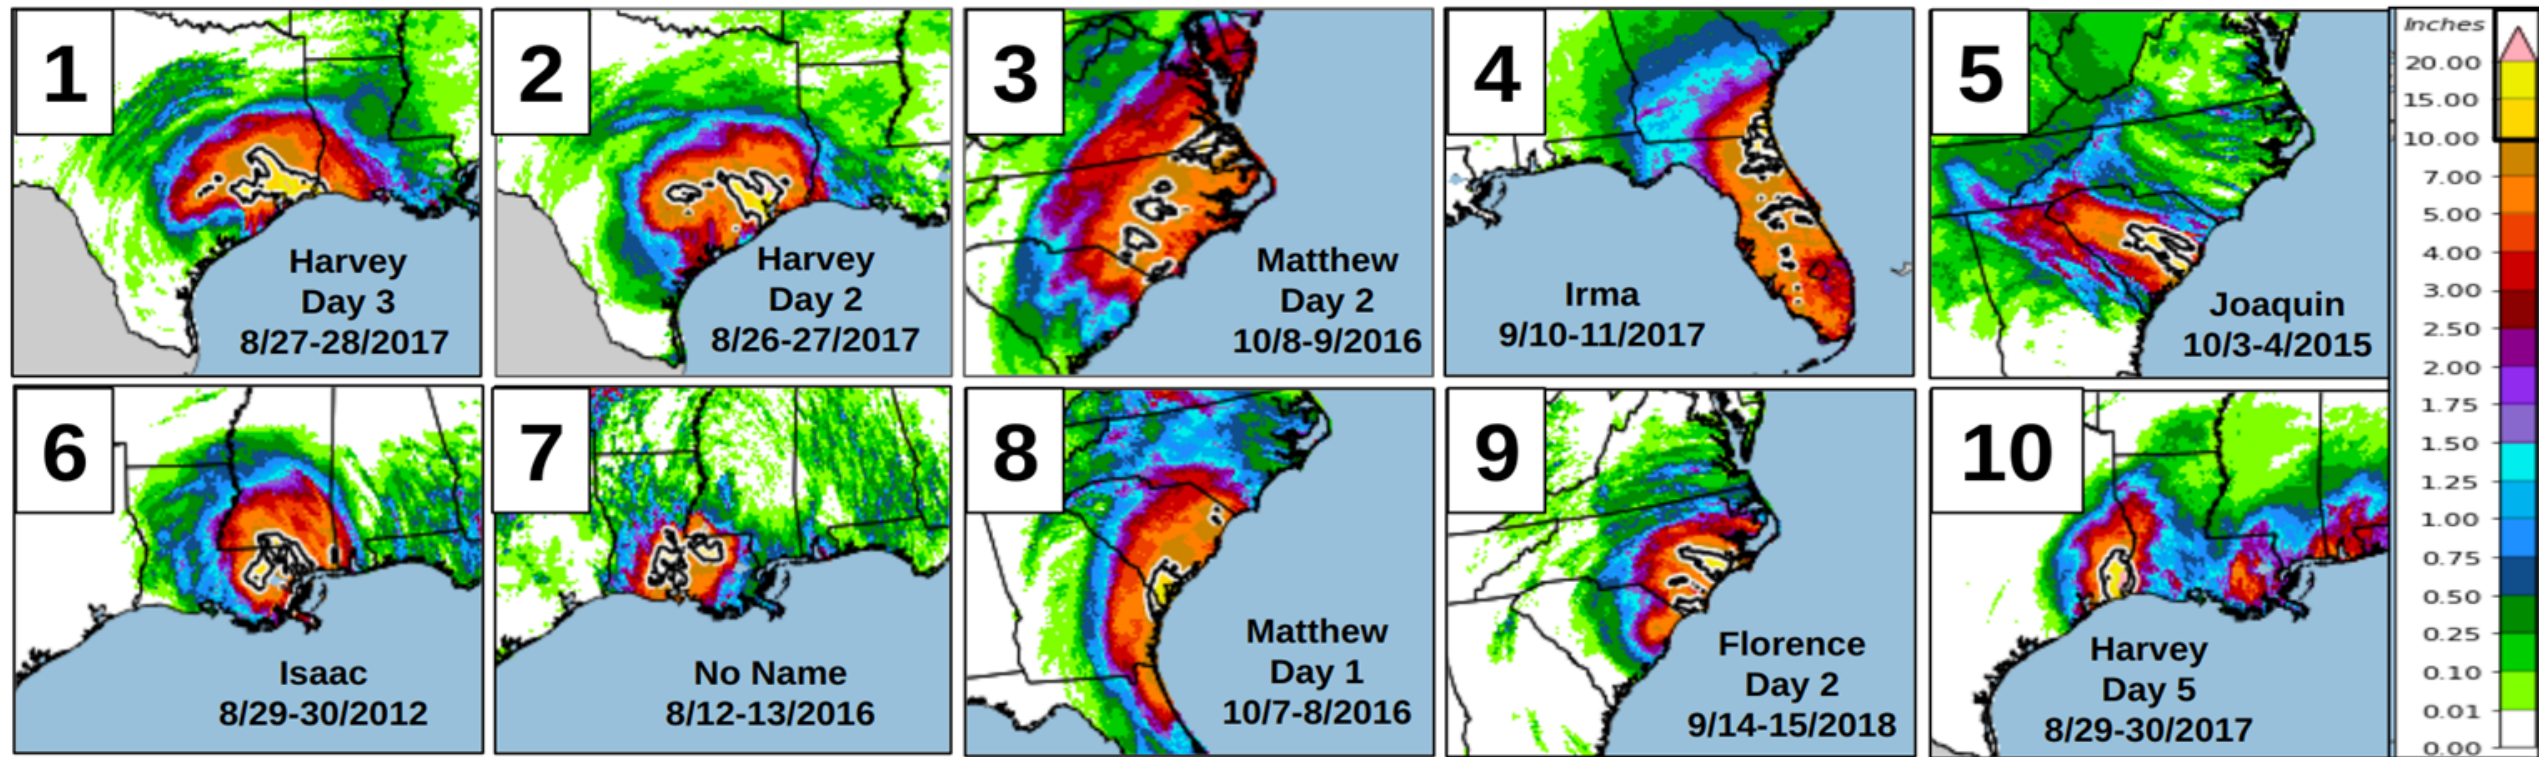 1
Harvey
Day 3
8/27-28/2017
2
Harvey
Day 2
8/26-27/2017
3
Matthew
Day 2
10/8-9/2016
4
Irma
9/10-11/2017
5
Joaquin
10/3-4/2015
6
Isaac
8/29-30/2012
7
No Name
8/12-13/2016
8
Matthew
Day 1
10/7-8/2016
9
Florence
Day 2
9/14-15/2018
10
Harvey
Day 5
8/29-30/2017
Inches
20.00
15.00
10.00
7.00
5.00
4.00
3.00
2.50
2.00
1.75
1.50
1.25
1.00
0.75
0.50
0.25
0.10
0.01
0.00